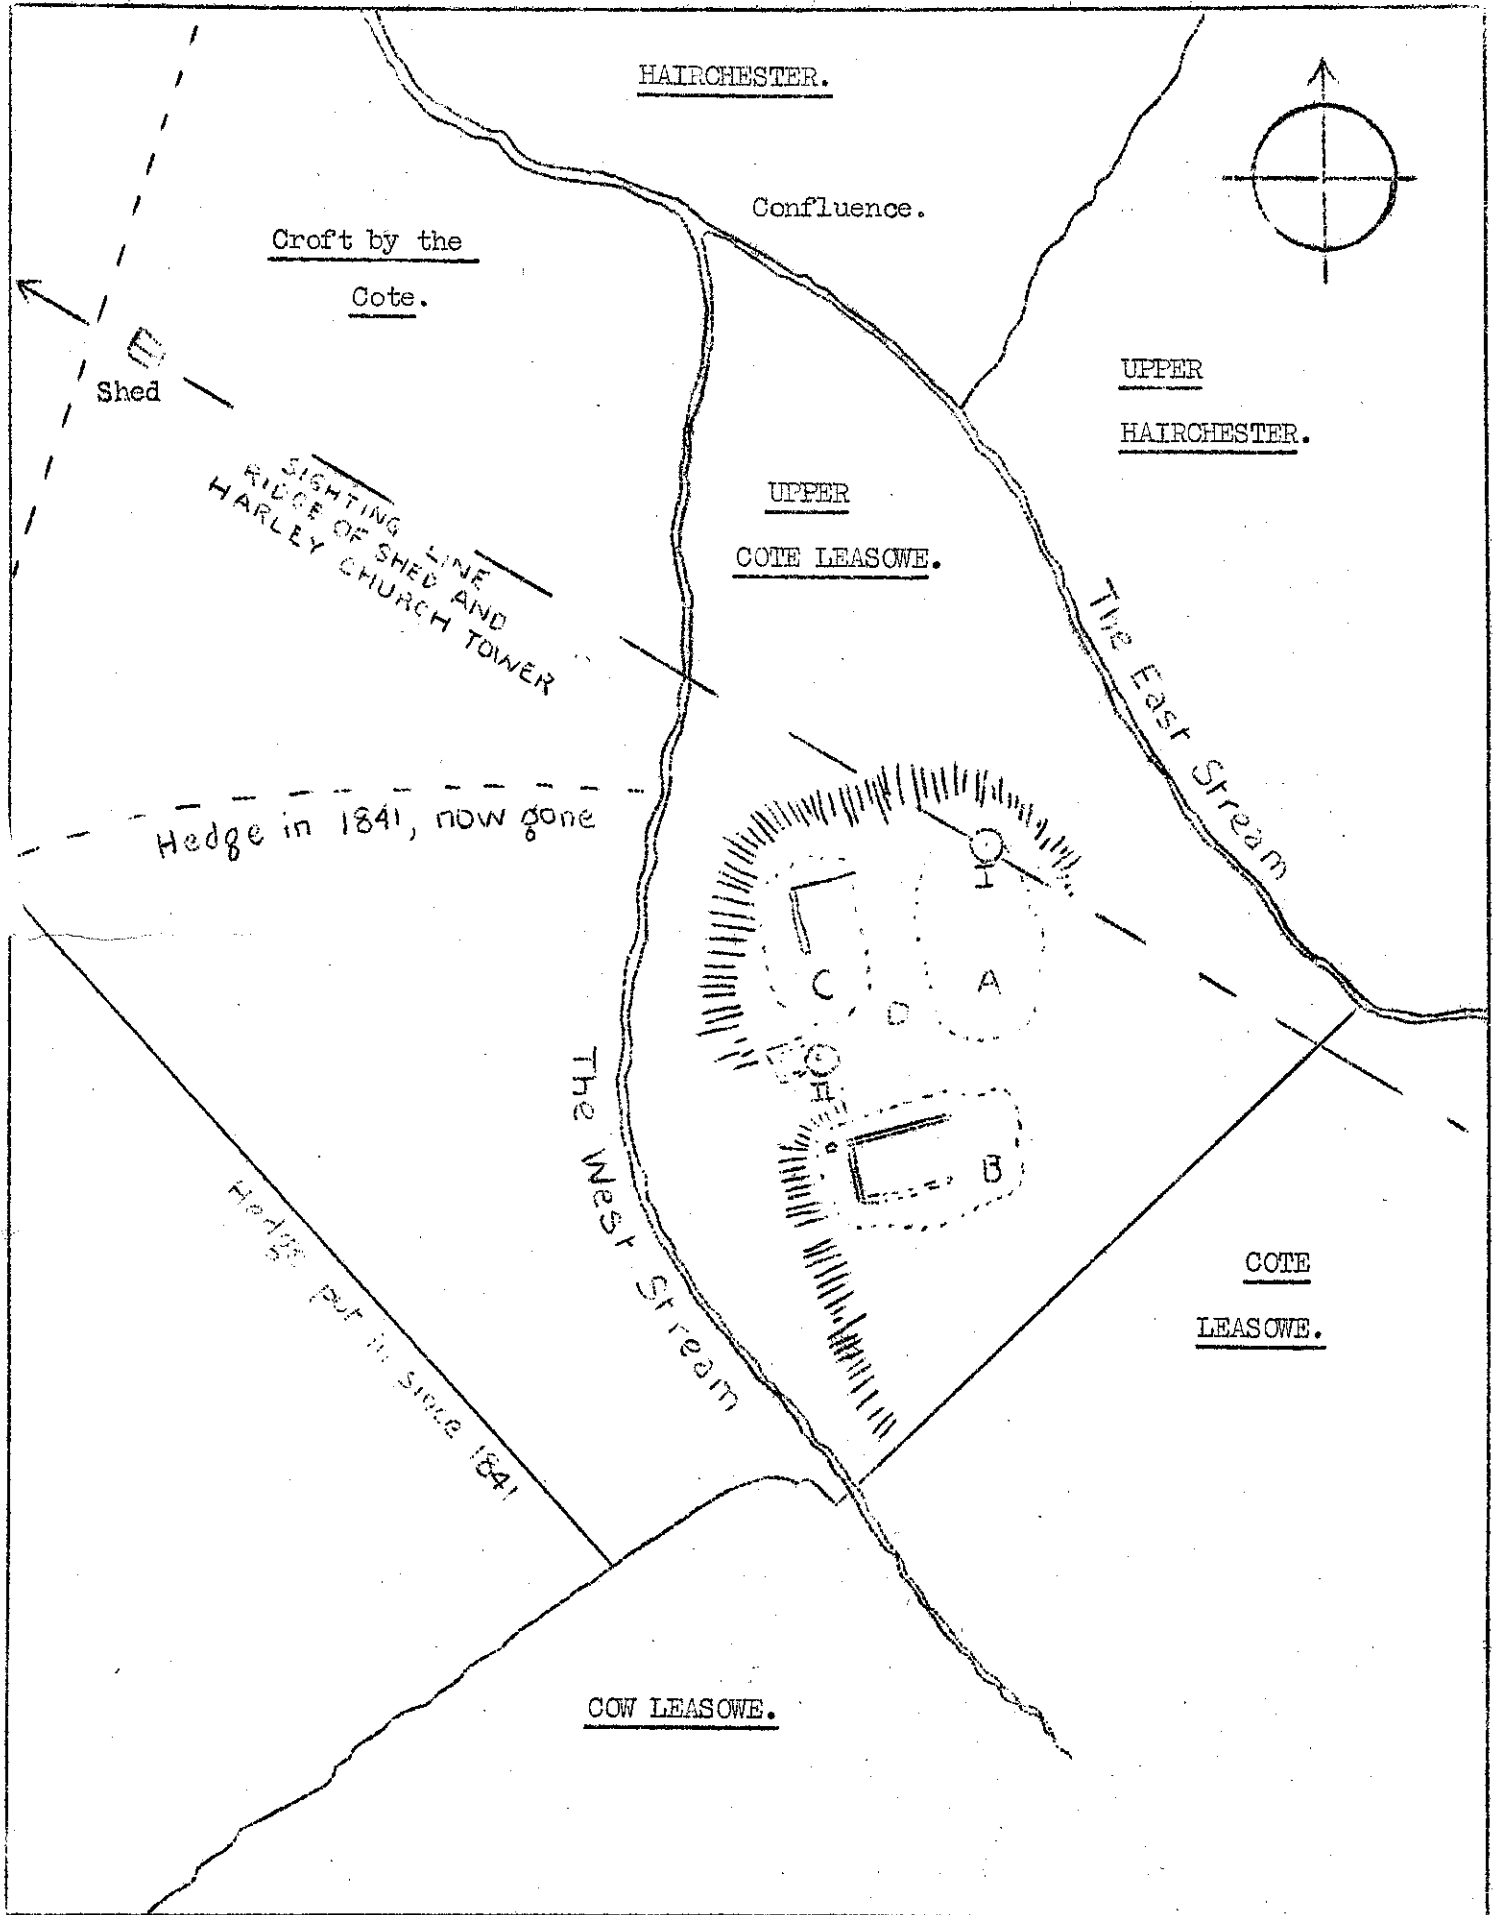 HAIRCHESTER.
Confluence.
Croft by the
Cote.
Shed
UPPER
HAIRCHESTER.
SIGHTING LINE
RIDGE OF SHED AND
HARLEY CHURCH TOWER
UPPER
COTE LEASOWE.
The East Stream
Hedge in 1841, now gone
I
C
A
D
II
B
The West Stream
Hedge put in since 1841
COTE
LEASOWE.
COW LEASOWE.